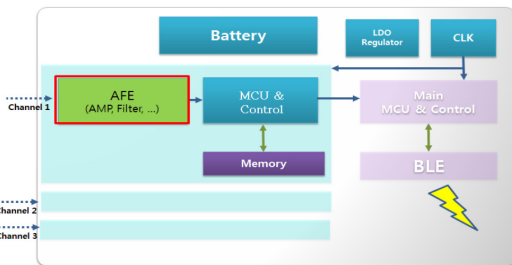 Battery
LDO
Regulator
CLK
Channel 1
AFE
(AMP, Filter, ...)
MCU &
Control
Main
MCU & Control
Memory
BLE
Channel 2
Channel 3